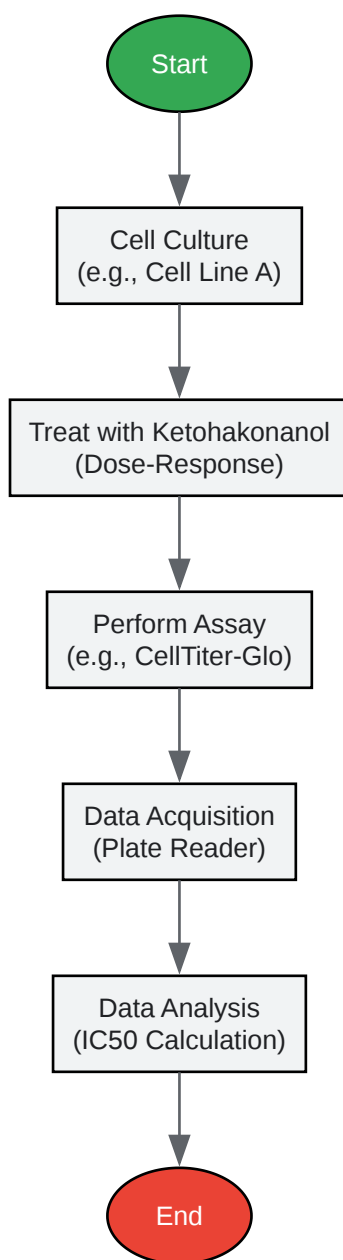 Start
Cell Culture
(e.g., Cell Line A)
Treat with Ketohakonanol
(Dose-Response)
Perform Assay
(e.g., CellTiter-Glo)
Data Acquisition
(Plate Reader)
Data Analysis
(IC50 Calculation)
End